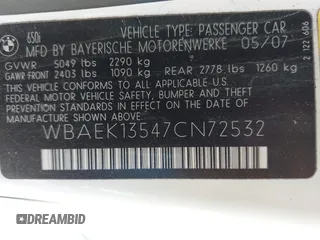 650i
VEHICLE TYPE: PASSENGER CAR
MFD BY BAYERISCHE MOTORENWERKE 05/07
GVWR 5049 lbs 2290 kg
GAWR FRONT 2403 lbs 1090 kg REAR 2778 lbs 1260 kg
THIS VEHICLE CONFORMS TO ALL APPLICABLE
FEDERAL MOTOR VEHICLE SAFETY, BUMPER AND THEFT
PREVENTION STANDARDS IN EFFECT ON THE DATE OF
MANUFACTURE SHOWN ABOVE.
WBAEK13547CN72532
2 122 606
DREAMBID